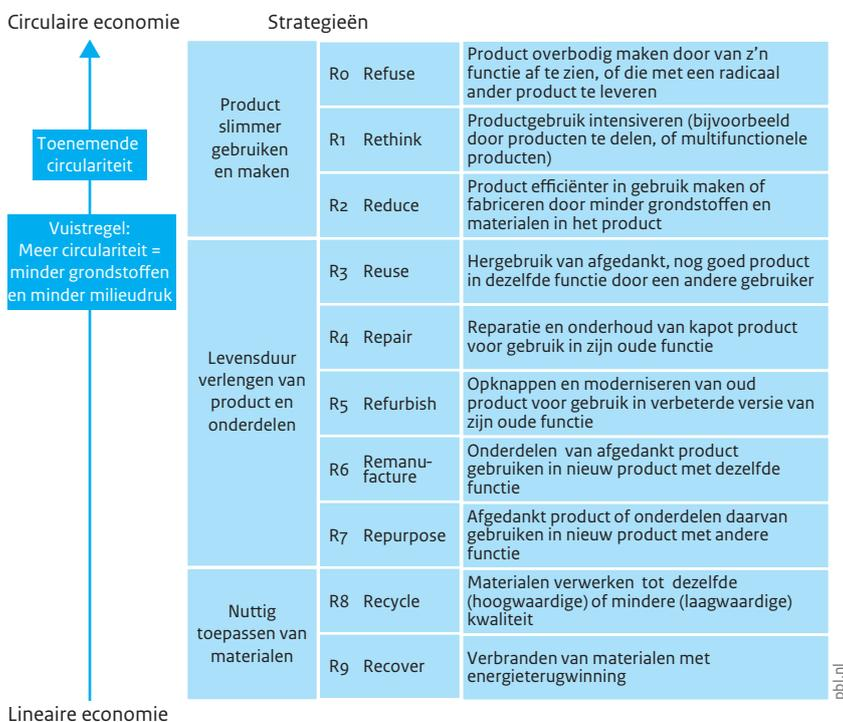 Circulaire economie
Strategieën
Toenemende
circulariteit
Vuistregel:
Meer circulariteit =
minder grondstoffen
en minder milieudruk
Lineaire economie
Product
slimmer
gebruiken
en maken
R0 Refuse
Product overbodig maken door van z’n
functie af te zien, of die met een radicaal
ander product te leveren
R1 Rethink
Productgebruik intensiveren (bijvoorbeeld
door producten te delen, of multifunctionele
producten)
R2 Reduce
Product efficiënter in gebruik maken of
fabriceren door minder grondstoffen en
materialen in het product
Levensduur
verlengen van
product en
onderdelen
R3 Reuse
Hergebruik van afgedankt, nog goed product
in dezelfde functie door een andere gebruiker
R4 Repair
Reparatie en onderhoud van kapot product
voor gebruik in zijn oude functie
R5 Refurbish
Opknappen en moderniseren van oud
product voor gebruik in verbeterde versie van
zijn oude functie
R6 Remanu-
facture
Onderdelen van afgedankt product
gebruiken in nieuw product met dezelfde
functie
R7 Repurpose
Afgedankt product of onderdelen daarvan
gebruiken in nieuw product met andere
functie
Nuttig
toepassen van
materialen
R8 Recycle
Materialen verwerken tot dezelfde
(hoogwaardige) of mindere (laagwaardige)
kwaliteit
R9 Recover
Verbranden van materialen met
energieterugwinning
pbl.nl